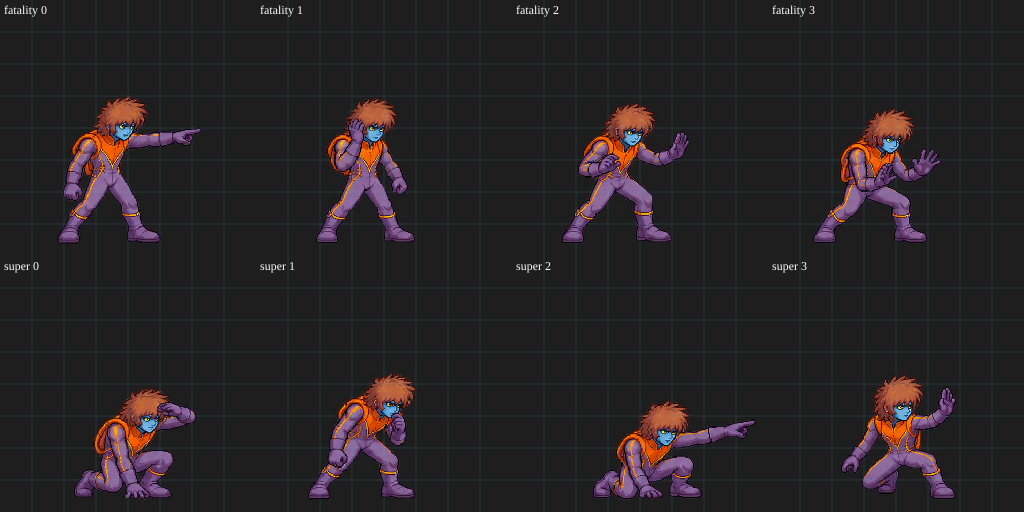 fatality 0
fatality 1
fatality 2
fatality 3
super 0
super 1
super 2
super 3